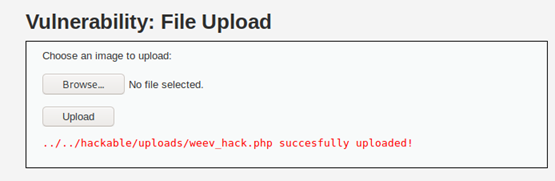 Vulnerability: File Upload
Choose an image to upload:
Browse... No file selected.
Upload
../../hackable/uploads/weev_hack.php succesfully uploaded!